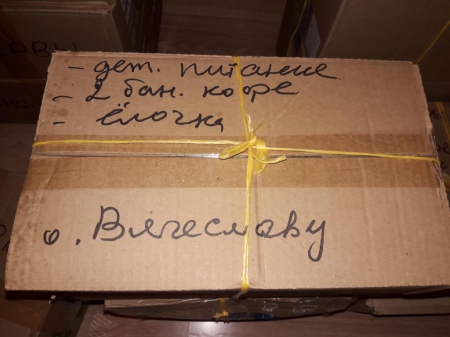 - дет. питание
- 2 бан. кофе
- ёлочка
о. Вячеславу